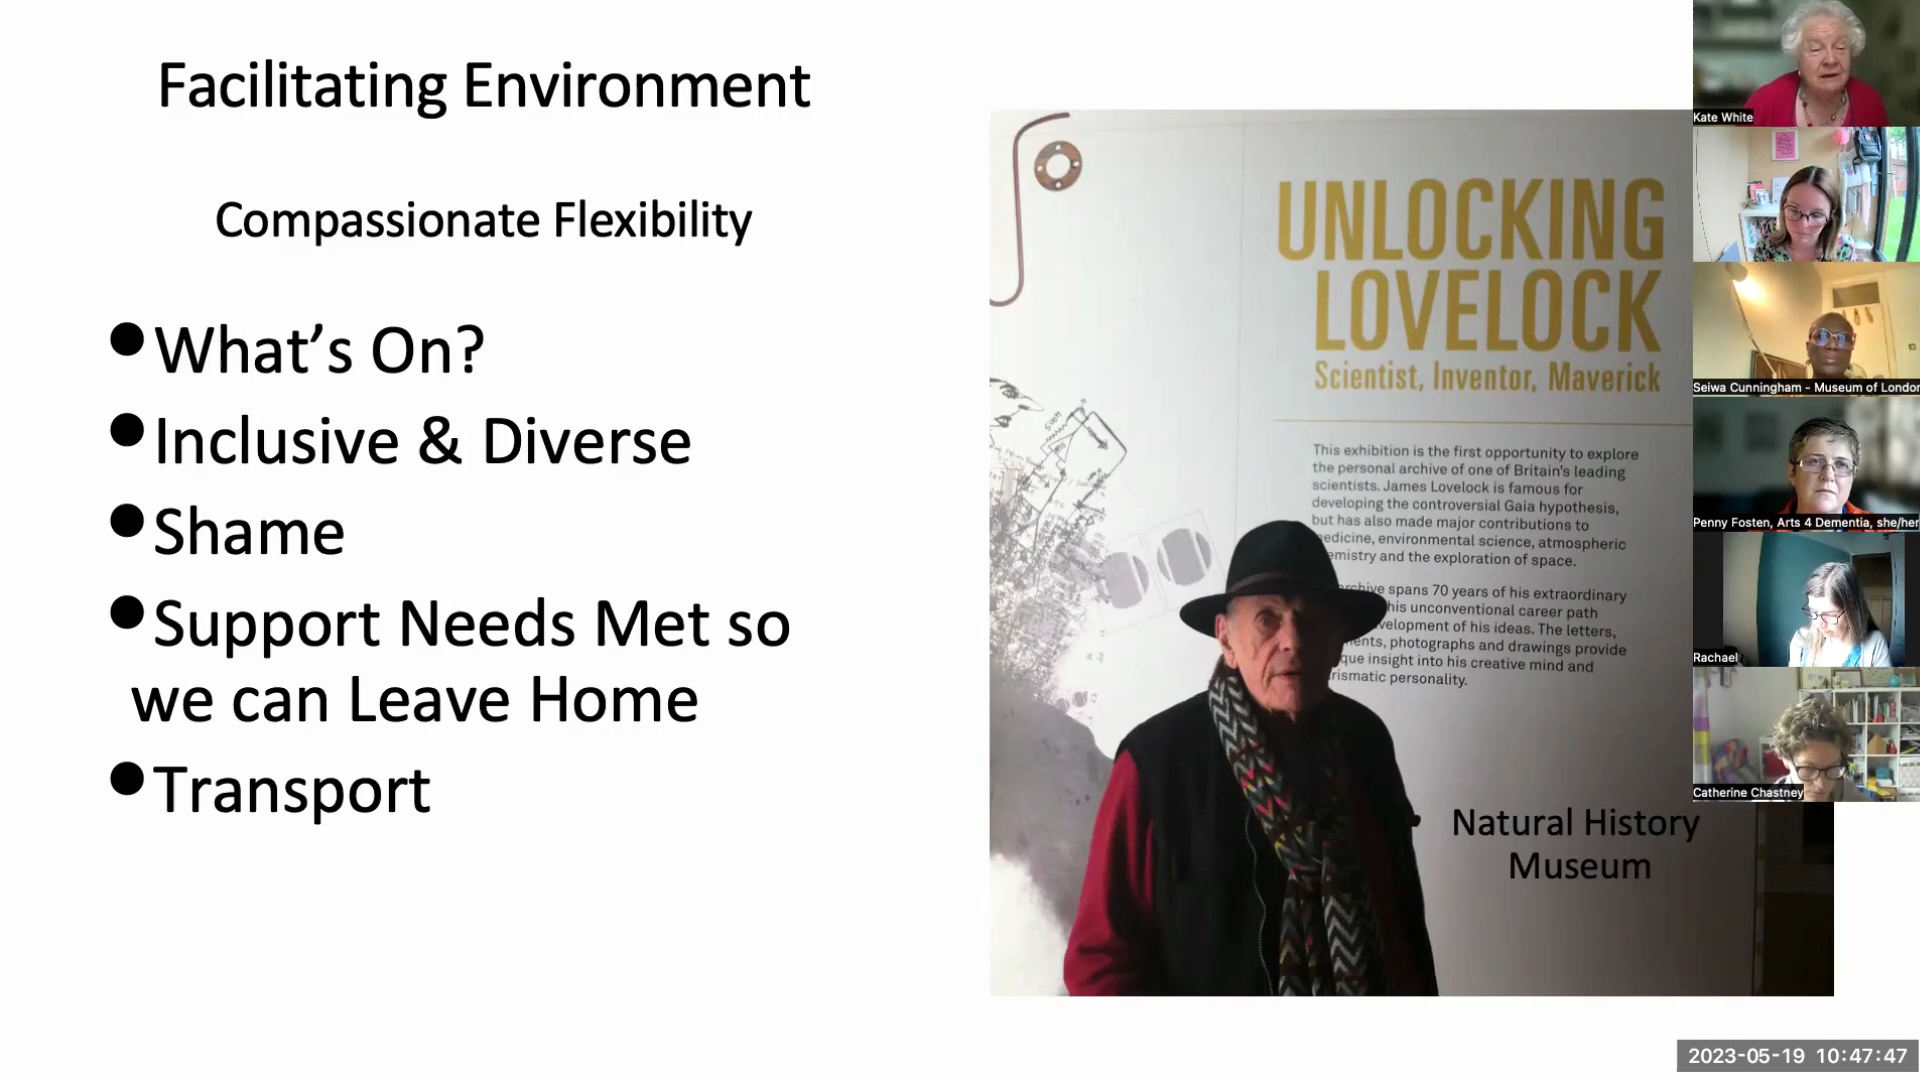 Facilitating Environment
Compassionate Flexibility
•What’s On?
•Inclusive & Diverse
•Shame
•Support Needs Met so
we can Leave Home
•Transport
UNLOCKING
LOVELOCK
Scientist, Inventor, Maverick
This exhibition is the first opportunity to explore
the personal archive of one of Britain's leading
scientists. James Lovelock is famous for
developing the controversial Gaia hypothesis,
but has also made major contributions to
medicine, environmental science, atmospheric
chemistry and the exploration of space.
spans 70 years of his extraordinary
his unconventional career path
development of his ideas. The letters,
photographs and drawings provide
insight into his creative mind and
personality.
Natural History
Museum
Kate White
Seiwa Cunningham - Museum of London
Penny Fosten, Arts 4 Dementia, she/her
Rachael
Catherine Chastney
2023-05-19 10:47:47